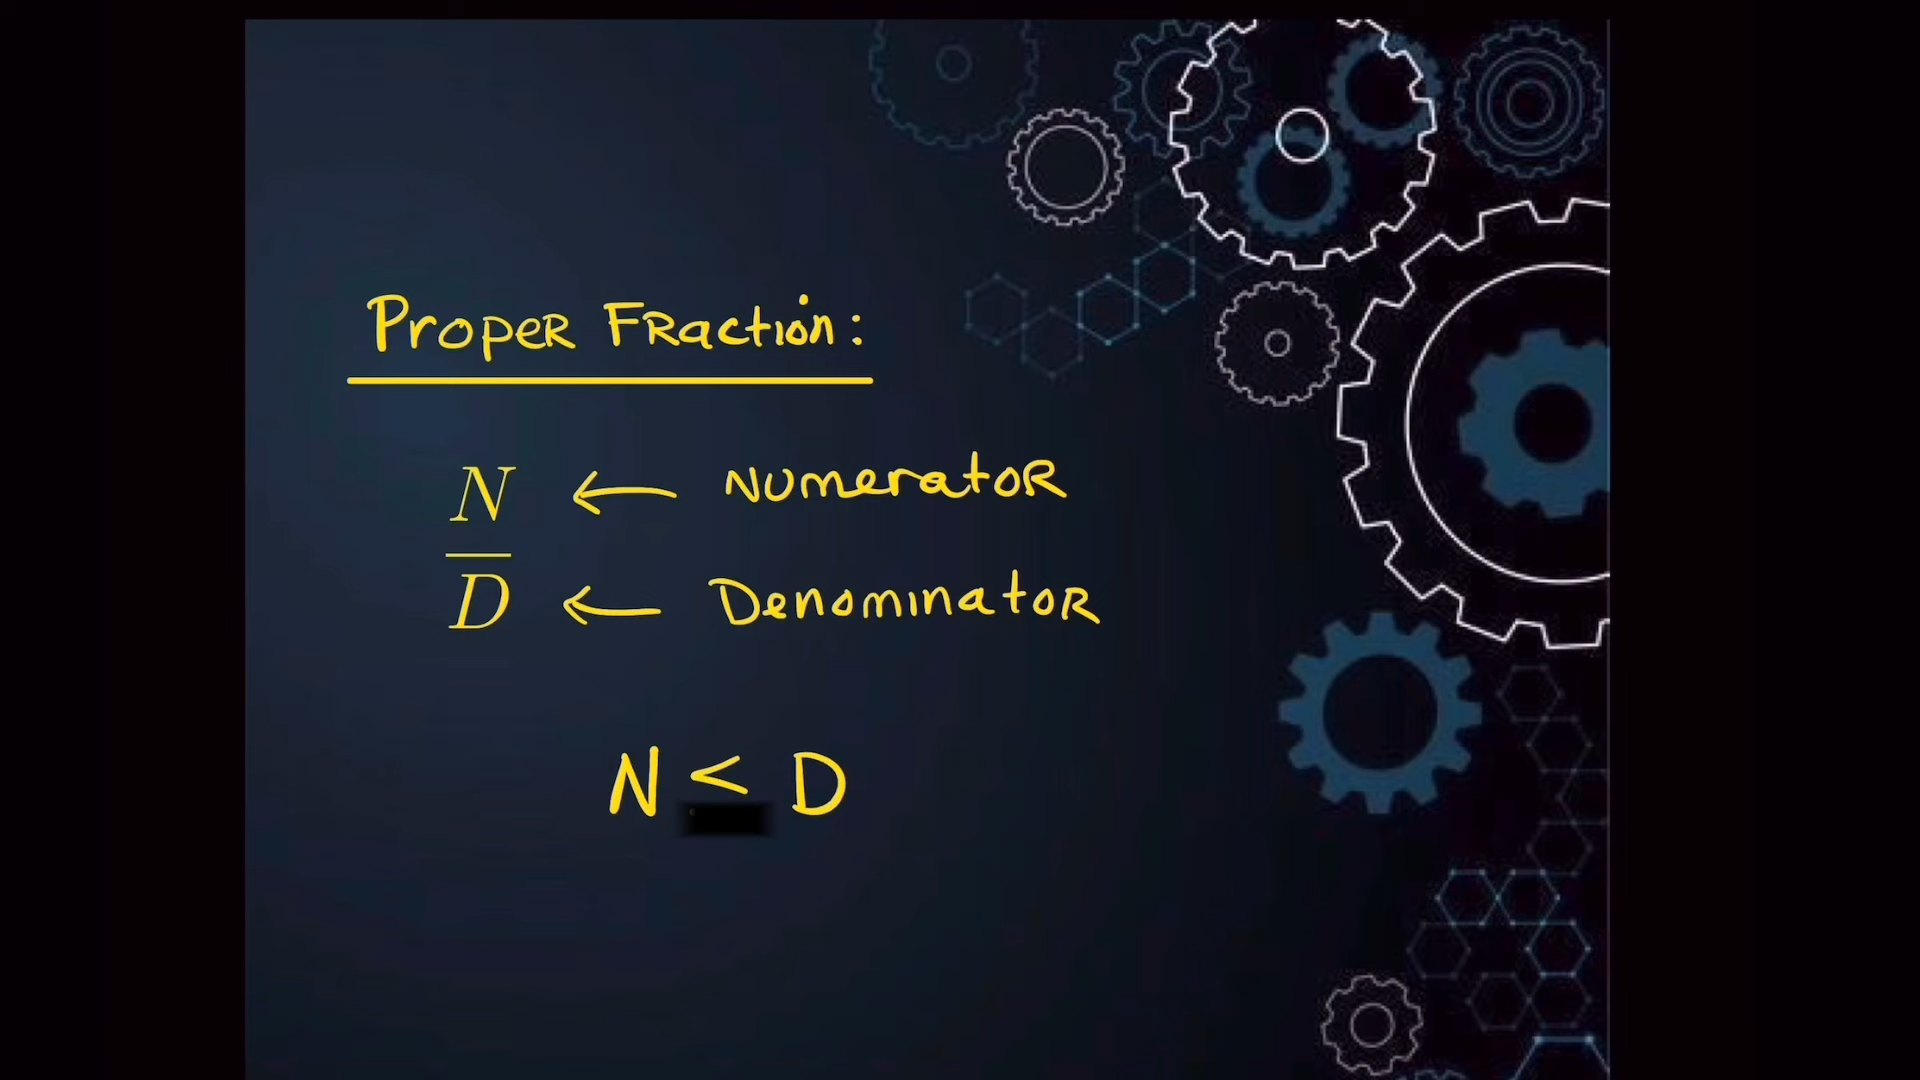 Proper Fraction:
N ← Numerator
D ← Denominator
N < D